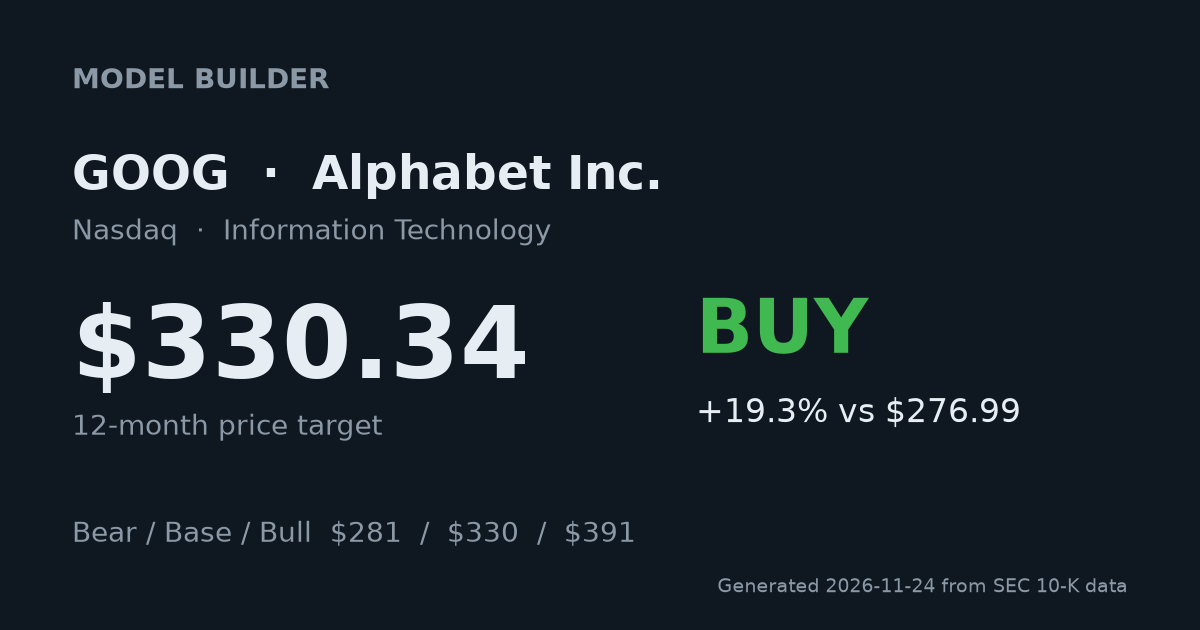 MODEL BUILDER
GOOG · Alphabet Inc.
Nasdaq · Information Technology
$330.34
BUY
12-month price target
+19.3% vs $276.99
Bear / Base / Bull $281 / $330 / $391
Generated 2026-11-24 from SEC 10-K data